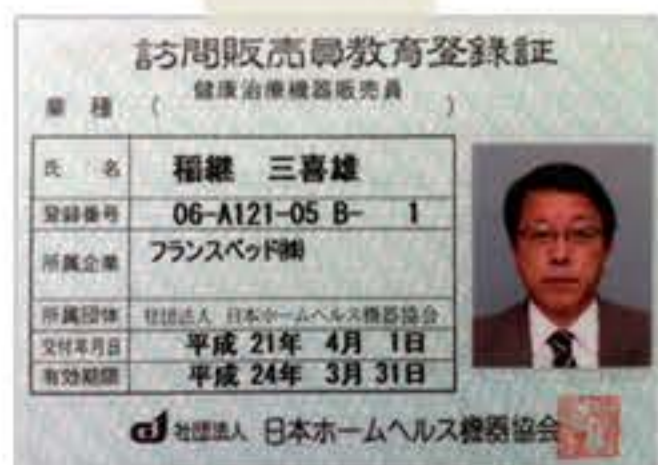 訪問販売員教育登録証
業種 ( 健康治療機器販売員 )
氏名 稲継 三喜雄
登録番号 06-A121-05 B- 1
所属企業 フランスベッド㈱
所属団体 社団法人 日本ホームヘルス機器協会
交付年月日 平成 21年 4月 1日
有効期限 平成 24年 3月 31日
社団法人 日本ホームヘルス機器協会